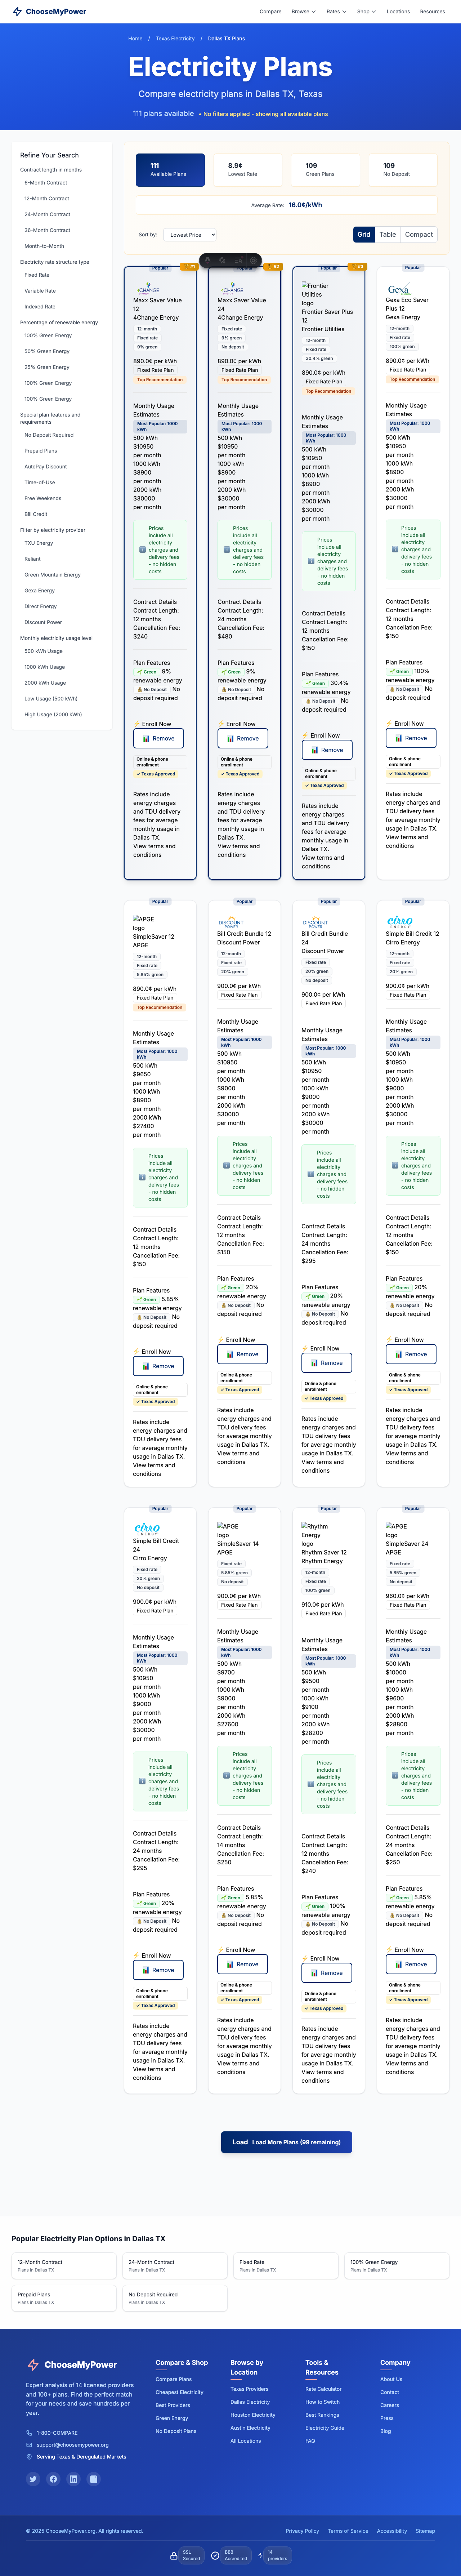 ChooseMyPower
Compare
Browse
Rates
Shop
Locations
Resources
Home / Texas Electricity / Dallas TX Plans
Electricity Plans
Compare electricity plans in Dallas TX, Texas
111 plans available • No filters applied - showing all available plans
Refine Your Search
Contract length in months
6-Month Contract
12-Month Contract
24-Month Contract
36-Month Contract
Month-to-Month
Electricity rate structure type
Fixed Rate
Variable Rate
Indexed Rate
Percentage of renewable energy
100% Green Energy
50% Green Energy
25% Green Energy
100% Green Energy
100% Green Energy
Special plan features and
requirements
No Deposit Required
Prepaid Plans
AutoPay Discount
Time-of-Use
Free Weekends
Bill Credit
Filter by electricity provider
TXU Energy
Reliant
Green Mountain Energy
Gexa Energy
Direct Energy
Discount Power
Monthly electricity usage level
500 kWh Usage
1000 kWh Usage
2000 kWh Usage
Low Usage (500 kWh)
High Usage (2000 kWh)
111
Available Plans
8.9¢
Lowest Rate
109
Green Plans
109
No Deposit
Average Rate: 16.0¢/kWh
Sort by: Lowest Price
Grid
Table
Compact
Popular
#1
4CHANGE
ENERGY
Maxx Saver Value
12
4Change Energy
12-month
Fixed rate
9% green
890.0¢ per kWh
Fixed Rate Plan
Top Recommendation
Monthly Usage
Estimates
Most Popular: 1000
kWh
500 kWh
$10950
per month
1000 kWh
$8900
per month
2000 kWh
$30000
per month
Prices
include all
electricity
charges and
delivery fees
- no hidden
costs
Contract Details
Contract Length:
12 months
Cancellation Fee:
$240
Plan Features
Green 9%
renewable energy
No Deposit No
deposit required
Enroll Now
Remove
Online & phone
enrollment
✓ Texas Approved
Rates include
energy charges
and TDU delivery
fees for average
monthly usage in
Dallas TX.
View terms and
conditions
Popular
#2
4CHANGE
ENERGY
Maxx Saver Value
24
4Change Energy
Fixed rate
9% green
No deposit
890.0¢ per kWh
Fixed Rate Plan
Top Recommendation
Monthly Usage
Estimates
Most Popular: 1000
kWh
500 kWh
$10950
per month
1000 kWh
$8900
per month
2000 kWh
$30000
per month
Prices
include all
electricity
charges and
delivery fees
- no hidden
costs
Contract Details
Contract Length:
24 months
Cancellation Fee:
$480
Plan Features
Green 9%
renewable energy
No Deposit No
deposit required
Enroll Now
Remove
Online & phone
enrollment
✓ Texas Approved
Rates include
energy charges
and TDU delivery
fees for average
monthly usage in
Dallas TX.
View terms and
conditions
Popular
#3
Frontier
Utilities
logo
Frontier Saver Plus
12
Frontier Utilities
12-month
Fixed rate
30.4% green
890.0¢ per kWh
Fixed Rate Plan
Top Recommendation
Monthly Usage
Estimates
Most Popular: 1000
kWh
500 kWh
$10950
per month
1000 kWh
$8900
per month
2000 kWh
$30000
per month
Prices
include all
electricity
charges and
delivery fees
- no hidden
costs
Contract Details
Contract Length:
12 months
Cancellation Fee:
$150
Plan Features
Green 30.4%
renewable energy
No Deposit No
deposit required
Enroll Now
Remove
Online & phone
enrollment
✓ Texas Approved
Rates include
energy charges
and TDU delivery
fees for average
monthly usage in
Dallas TX.
View terms and
conditions
Popular
Gexa
ENERGY
Gexa Eco Saver
Plus 12
Gexa Energy
12-month
Fixed rate
100% green
890.0¢ per kWh
Fixed Rate Plan
Top Recommendation
Monthly Usage
Estimates
Most Popular: 1000
kWh
500 kWh
$10950
per month
1000 kWh
$8900
per month
2000 kWh
$30000
per month
Prices
include all
electricity
charges and
delivery fees
- no hidden
costs
Contract Details
Contract Length:
12 months
Cancellation Fee:
$150
Plan Features
Green 100%
renewable energy
No Deposit No
deposit required
Enroll Now
Remove
Online & phone
enrollment
✓ Texas Approved
Rates include
energy charges and
TDU delivery fees
for average monthly
usage in Dallas TX.
View terms and
conditions
Popular
APGE
logo
SimpleSaver 12
APGE
12-month
Fixed rate
5.85% green
890.0¢ per kWh
Fixed Rate Plan
Top Recommendation
Monthly Usage
Estimates
Most Popular: 1000
kWh
500 kWh
$9650
per month
1000 kWh
$8900
per month
2000 kWh
$27400
per month
Prices
include all
electricity
charges and
delivery fees
- no hidden
costs
Contract Details
Contract Length:
12 months
Cancellation Fee:
$150
Plan Features
Green 5.85%
renewable energy
No Deposit No
deposit required
Enroll Now
Remove
Online & phone
enrollment
✓ Texas Approved
Rates include
energy charges and
TDU delivery fees
for average monthly
usage in Dallas TX.
View terms and
conditions
Popular
DISCOUNT
POWER
Bill Credit Bundle 12
Discount Power
12-month
Fixed rate
20% green
900.0¢ per kWh
Fixed Rate Plan
Monthly Usage
Estimates
Most Popular: 1000
kWh
500 kWh
$10950
per month
1000 kWh
$9000
per month
2000 kWh
$30000
per month
Prices
include all
electricity
charges and
delivery fees
- no hidden
costs
Contract Details
Contract Length:
12 months
Cancellation Fee:
$150
Plan Features
Green 20%
renewable energy
No Deposit No
deposit required
Enroll Now
Remove
Online & phone
enrollment
✓ Texas Approved
Rates include
energy charges and
TDU delivery fees
for average monthly
usage in Dallas TX.
View terms and
conditions
Popular
DISCOUNT
POWER
Bill Credit Bundle
24
Discount Power
Fixed rate
20% green
No deposit
900.0¢ per kWh
Fixed Rate Plan
Monthly Usage
Estimates
Most Popular: 1000
kWh
500 kWh
$10950
per month
1000 kWh
$9000
per month
2000 kWh
$30000
per month
Prices
include all
electricity
charges and
delivery fees
- no hidden
costs
Contract Details
Contract Length:
24 months
Cancellation Fee:
$295
Plan Features
Green 20%
renewable energy
No Deposit No
deposit required
Enroll Now
Remove
Online & phone
enrollment
✓ Texas Approved
Rates include
energy charges and
TDU delivery fees
for average monthly
usage in Dallas TX.
View terms and
conditions
Popular
cirro
ENERGY
Simple Bill Credit 12
Cirro Energy
12-month
Fixed rate
20% green
900.0¢ per kWh
Fixed Rate Plan
Monthly Usage
Estimates
Most Popular: 1000
kWh
500 kWh
$10950
per month
1000 kWh
$9000
per month
2000 kWh
$30000
per month
Prices
include all
electricity
charges and
delivery fees
- no hidden
costs
Contract Details
Contract Length:
12 months
Cancellation Fee:
$150
Plan Features
Green 20%
renewable energy
No Deposit No
deposit required
Enroll Now
Remove
Online & phone
enrollment
✓ Texas Approved
Rates include
energy charges and
TDU delivery fees
for average monthly
usage in Dallas TX.
View terms and
conditions
Popular
cirro
ENERGY
Simple Bill Credit
24
Cirro Energy
Fixed rate
20% green
No deposit
900.0¢ per kWh
Fixed Rate Plan
Monthly Usage
Estimates
Most Popular: 1000
kWh
500 kWh
$10950
per month
1000 kWh
$9000
per month
2000 kWh
$30000
per month
Prices
include all
electricity
charges and
delivery fees
- no hidden
costs
Contract Details
Contract Length:
24 months
Cancellation Fee:
$295
Plan Features
Green 20%
renewable energy
No Deposit No
deposit required
Enroll Now
Remove
Online & phone
enrollment
✓ Texas Approved
Rates include
energy charges and
TDU delivery fees
for average monthly
usage in Dallas TX.
View terms and
conditions
Popular
APGE
logo
SimpleSaver 14
APGE
Fixed rate
5.85% green
No deposit
900.0¢ per kWh
Fixed Rate Plan
Monthly Usage
Estimates
Most Popular: 1000
kWh
500 kWh
$9700
per month
1000 kWh
$9000
per month
2000 kWh
$27600
per month
Prices
include all
electricity
charges and
delivery fees
- no hidden
costs
Contract Details
Contract Length:
14 months
Cancellation Fee:
$250
Plan Features
Green 5.85%
renewable energy
No Deposit No
deposit required
Enroll Now
Remove
Online & phone
enrollment
✓ Texas Approved
Rates include
energy charges and
TDU delivery fees
for average monthly
usage in Dallas TX.
View terms and
conditions
Popular
Rhythm
Energy
logo
Rhythm Saver 12
Rhythm Energy
12-month
Fixed rate
100% green
910.0¢ per kWh
Fixed Rate Plan
Monthly Usage
Estimates
Most Popular: 1000
kWh
500 kWh
$9500
per month
1000 kWh
$9100
per month
2000 kWh
$28200
per month
Prices
include all
electricity
charges and
delivery fees
- no hidden
costs
Contract Details
Contract Length:
12 months
Cancellation Fee:
$240
Plan Features
Green 100%
renewable energy
No Deposit No
deposit required
Enroll Now
Remove
Online & phone
enrollment
✓ Texas Approved
Rates include
energy charges and
TDU delivery fees
for average monthly
usage in Dallas TX.
View terms and
conditions
Popular
APGE
logo
SimpleSaver 24
APGE
Fixed rate
5.85% green
No deposit
960.0¢ per kWh
Fixed Rate Plan
Monthly Usage
Estimates
Most Popular: 1000
kWh
500 kWh
$10000
per month
1000 kWh
$9600
per month
2000 kWh
$28800
per month
Prices
include all
electricity
charges and
delivery fees
- no hidden
costs
Contract Details
Contract Length:
24 months
Cancellation Fee:
$250
Plan Features
Green 5.85%
renewable energy
No Deposit No
deposit required
Enroll Now
Remove
Online & phone
enrollment
✓ Texas Approved
Rates include
energy charges and
TDU delivery fees
for average monthly
usage in Dallas TX.
View terms and
conditions
Load Load More Plans (99 remaining)
Popular Electricity Plan Options in Dallas TX
12-Month Contract
Plans in Dallas TX
24-Month Contract
Plans in Dallas TX
Fixed Rate
Plans in Dallas TX
100% Green Energy
Plans in Dallas TX
Prepaid Plans
Plans in Dallas TX
No Deposit Required
Plans in Dallas TX
ChooseMyPower
Expert analysis of 14 licensed providers
and 100+ plans. Find the perfect match
for your needs and save hundreds per
year.
1-800-COMPARE
support@choosemypower.org
Serving Texas & Deregulated Markets
Compare & Shop
Compare Plans
Cheapest Electricity
Best Providers
Green Energy
No Deposit Plans
Browse by
Location
Texas Providers
Dallas Electricity
Houston Electricity
Austin Electricity
All Locations
Tools &
Resources
Rate Calculator
How to Switch
Best Rankings
Electricity Guide
FAQ
Company
About Us
Contact
Careers
Press
Blog
© 2025 ChooseMyPower.org. All rights reserved.
Privacy Policy
Terms of Service
Accessibility
Sitemap
SSL
Secured
BBB
Accredited
14
providers